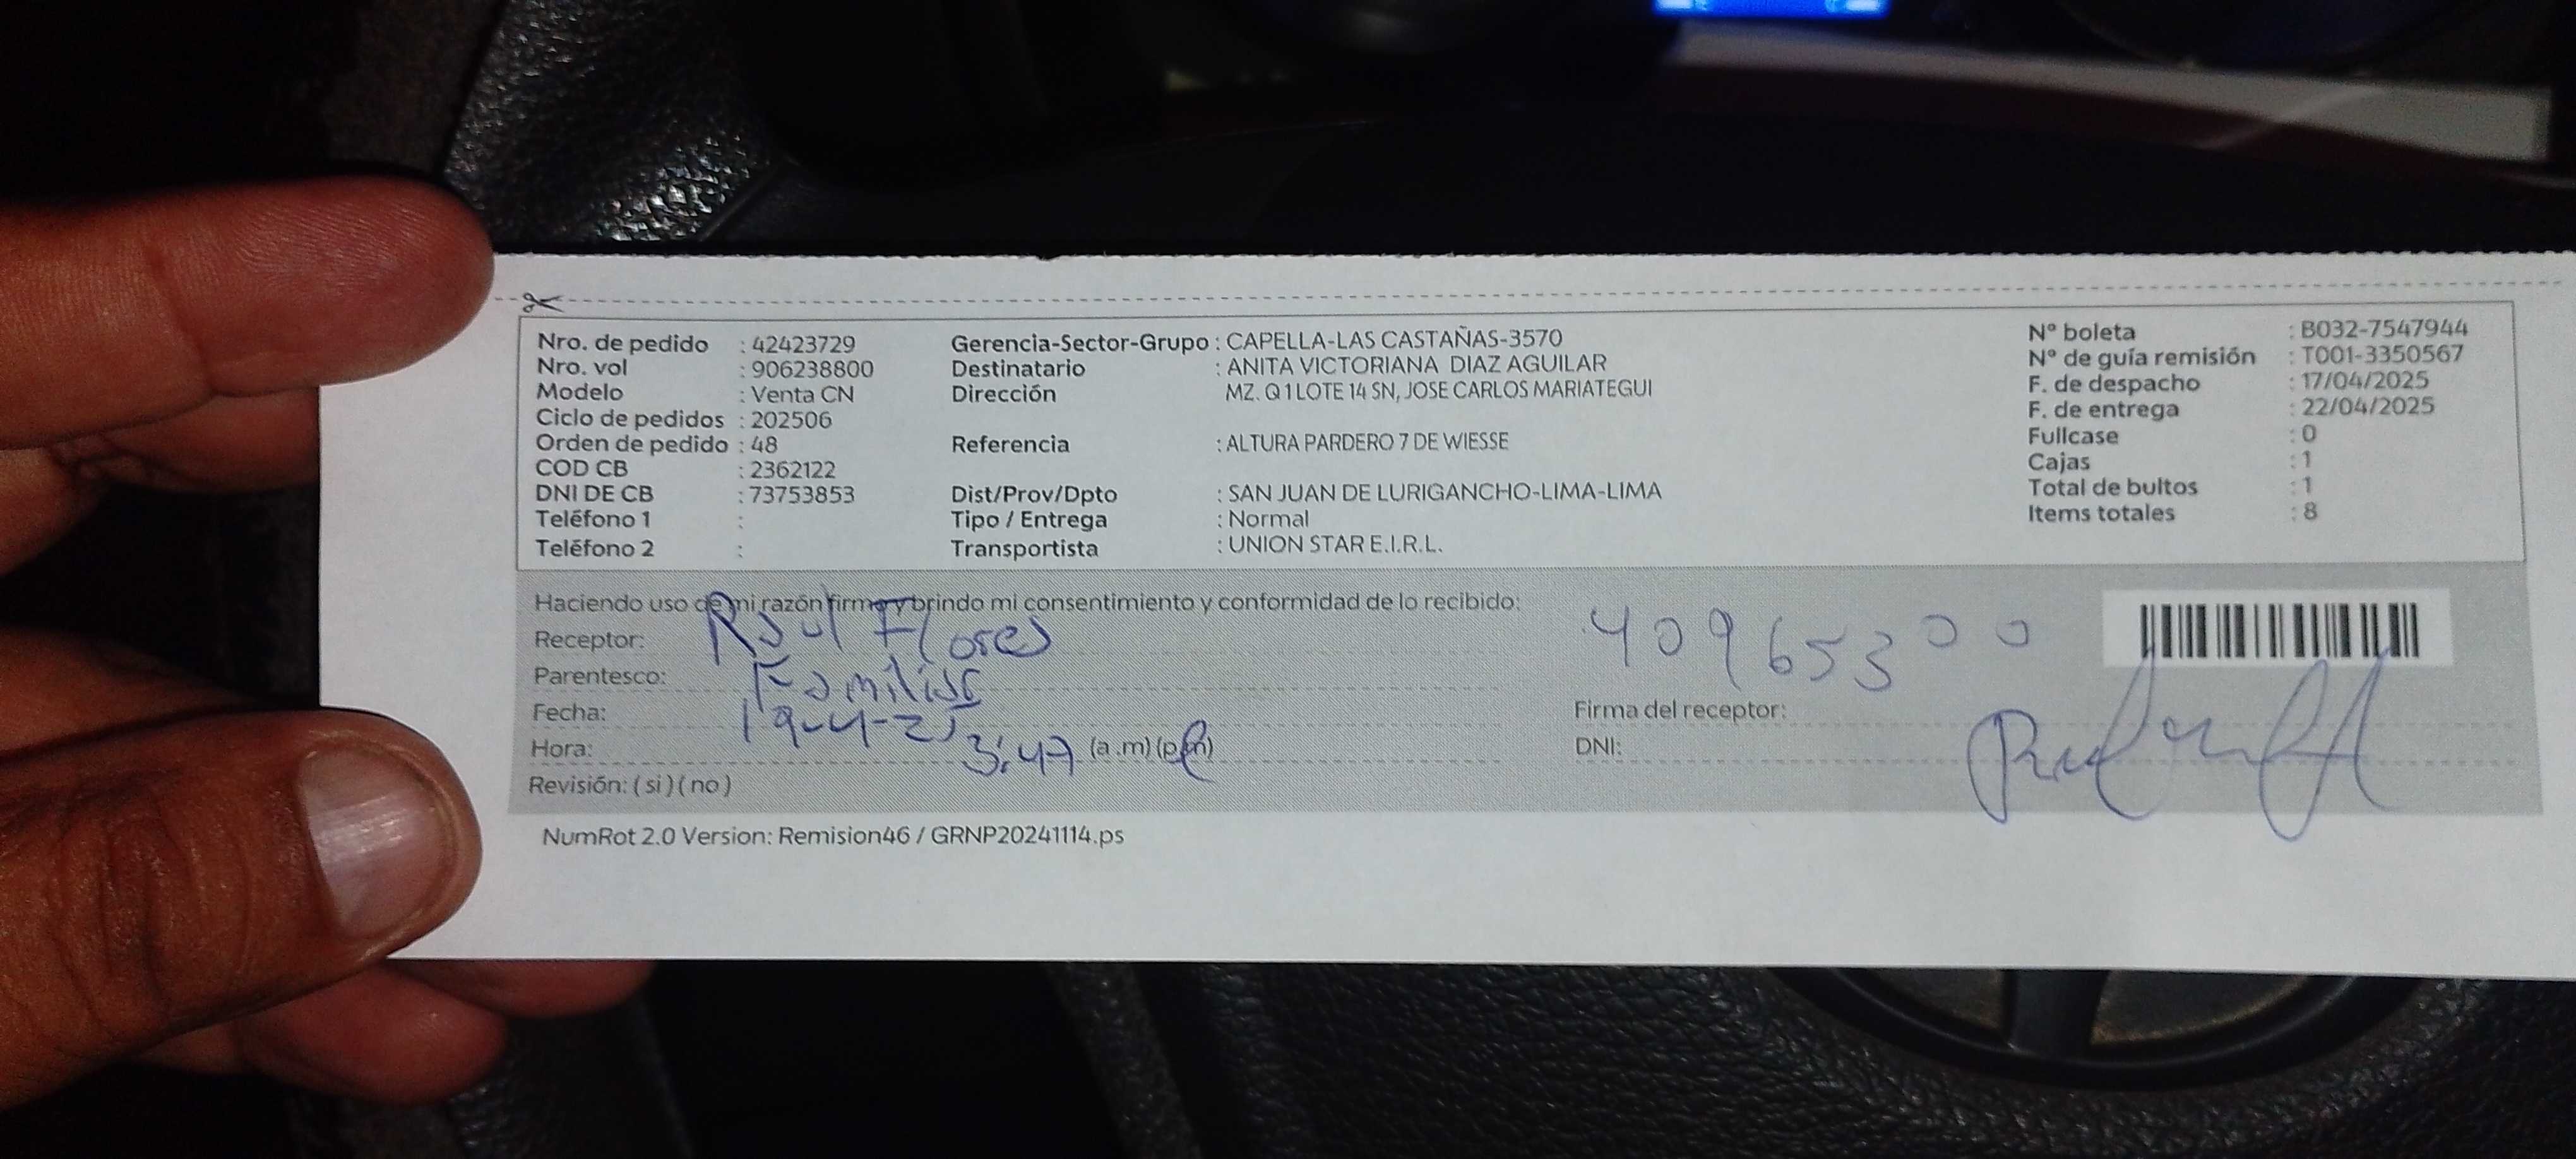 Nro. de pedido : 42423729
Nro. vol : 906238800
Modelo : Venta CN
Ciclo de pedidos : 202506
Orden de pedido : 48
COD CB : 2362122
DNI DE CB : 73753853
Teléfono 1 :
Teléfono 2 :
Gerencia-Sector-Grupo : CAPELLA-LAS CASTAÑAS-3570
Destinatario : ANITA VICTORIANA DIAZ AGUILAR
Dirección MZ. Q1 LOTE 14 SN, JOSE CARLOS MARIATEGUI
Referencia : ALTURA PARDERO 7 DE WIESSE
Dist/Prov/Dpto : SAN JUAN DE LURIGANCHO-LIMA-LIMA
Tipo / Entrega : Normal
Transportista : UNION STAR E.I.R.L.
Nº boleta : B032-7547944
Nº de guía remisión : T001-3350567
F. de despacho : 17/04/2025
F. de entrega : 22/04/2025
Fullcase : 0
Cajas : 1
Total de bultos : 1
Items totales : 8
Haciendo uso de mi razón firmo y brindo mi consentimiento y conformidad de lo recibido:
Receptor: Raul Flores
Parentesco: Familiar
Fecha: 19-4-25
Hora: 3:47 (a.m) (p.m)
Revisión: ( si ) ( no )
40965300
Firma del receptor:
DNI:
NumRot 2.0 Version: Remision46 / GRNP20241114.ps